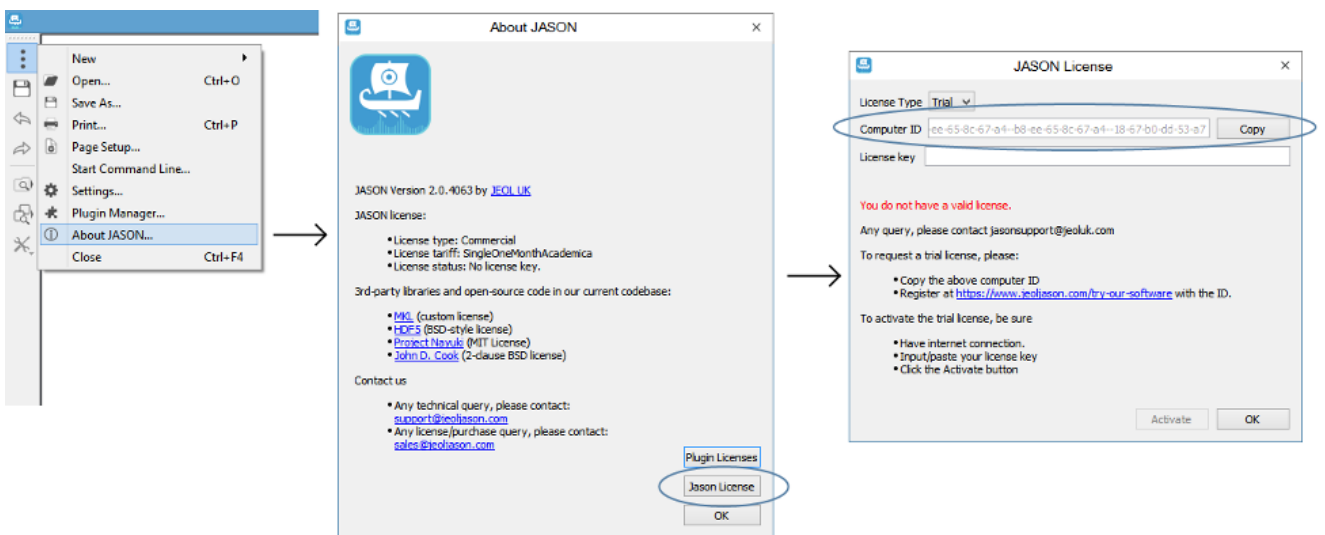 New
Open... Ctrl+O
Save As...
Print... Ctrl+P
Page Setup...
Start Command Line...
Settings...
Plugin Manager...
About JASON...
Close Ctrl+F4
About JASON
JASON Version 2.0.4063 by JEOL UK
JASON license:
•License type: Commercial
•License tariff: SingleOneMonthAcademica
•License status: No license key.
3rd-party libraries and open-source code in our current codebase:
•MKL (custom license)
•HDF5 (BSD-style license)
•Project Nayuki (MIT License)
•John D. Cook (2-clause BSD license)
Contact us
•Any technical query, please contact:
support@jeoljason.com
•Any license/purchase query, please contact:
sales@jeoljason.com
Plugin Licenses
Jason License
OK
JASON License
License Type Trial
Computer ID -ee-65-8c-67-a4--b8-ee-65-8c-67-a4--18-67-b0-dd-53-a7 Copy
License key
You do not have a valid license.
Any query, please contact jasonsupport@jeoluk.com
To request a trial license, please:
•Copy the above computer ID
•Register at https://www.jeoljason.com/try-our-software with the ID.
To activate the trial license, be sure
•Have internet connection.
•Input/paste your license key
•Click the Activate button
Activate OK